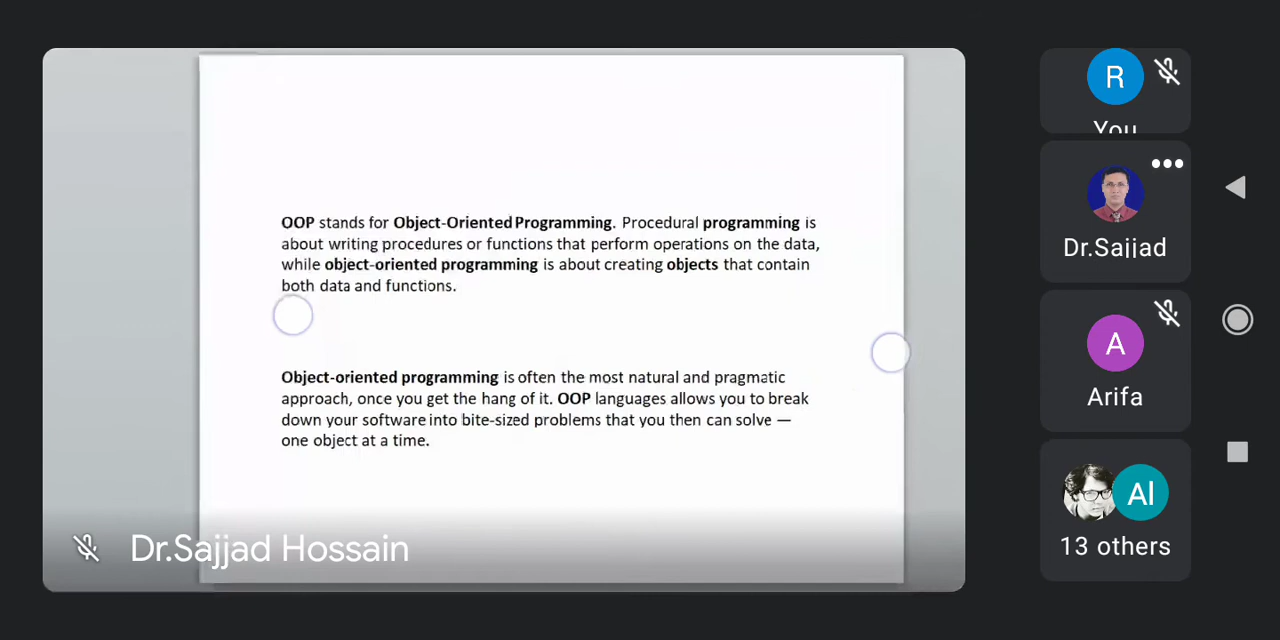 OOP stands for Object-Oriented Programming. Procedural programming is
about writing procedures or functions that perform operations on the data,
while object-oriented programming is about creating objects that contain
both data and functions.
Object-oriented programming is often the most natural and pragmatic
approach, once you get the hang of it. OOP languages allows you to break
down your software into bite-sized problems that you then can solve —
one object at a time.
Dr.Sajjad Hossain
R
You
Dr.Sajjad
A
Arifa
Al
13 others